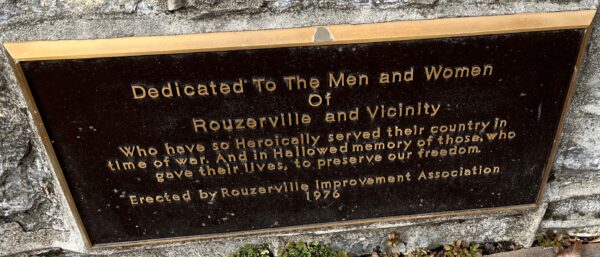 Dedicated To The Men and Women
Of
Rouzerville and Vicinity
Who have so Heroically served their country in
time of war. And in Hallowed memory of those, who
gave their lives, to preserve our freedom.
Erected by Rouzerville Improvement Association
1976